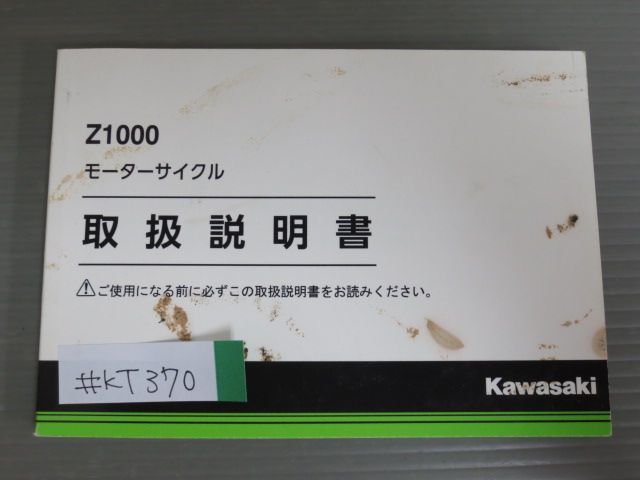 Z1000
モーターサイクル
取扱説明書
⚠ご使用になる前に必ずこの取扱説明書をお読みください。
#KT370
Kawasaki